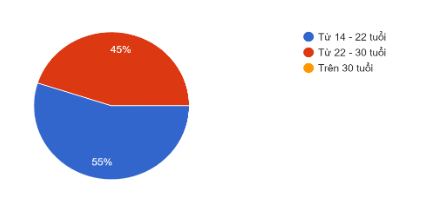 45%
55%
Từ 14 - 22 tuổi
Từ 22 - 30 tuổi
Trên 30 tuổi